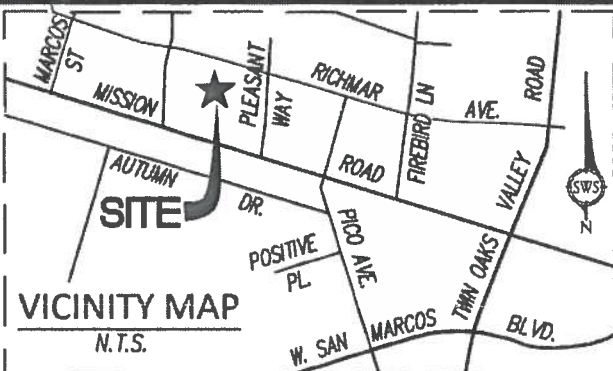 MARCOS
ST
MISSION
PLEASANT
WAY
RICHMAR
AVE.
FIREBIRD LN
ROAD
VALLEY
ROAD
AUTUMN
DR.
SITE
SWS
N
POSITIVE
PL.
PICO AVE.
TWIN OAKS
VICINITY MAP
N.T.S.
W. SAN
MARCOS
BLVD.